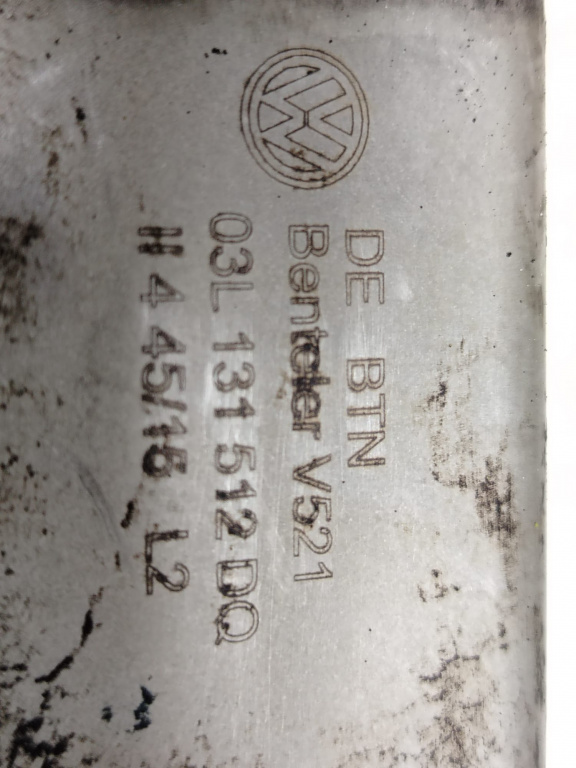 DE BTN
Benteler V521
03L 131 512 DQ
H 4 45/16 L2